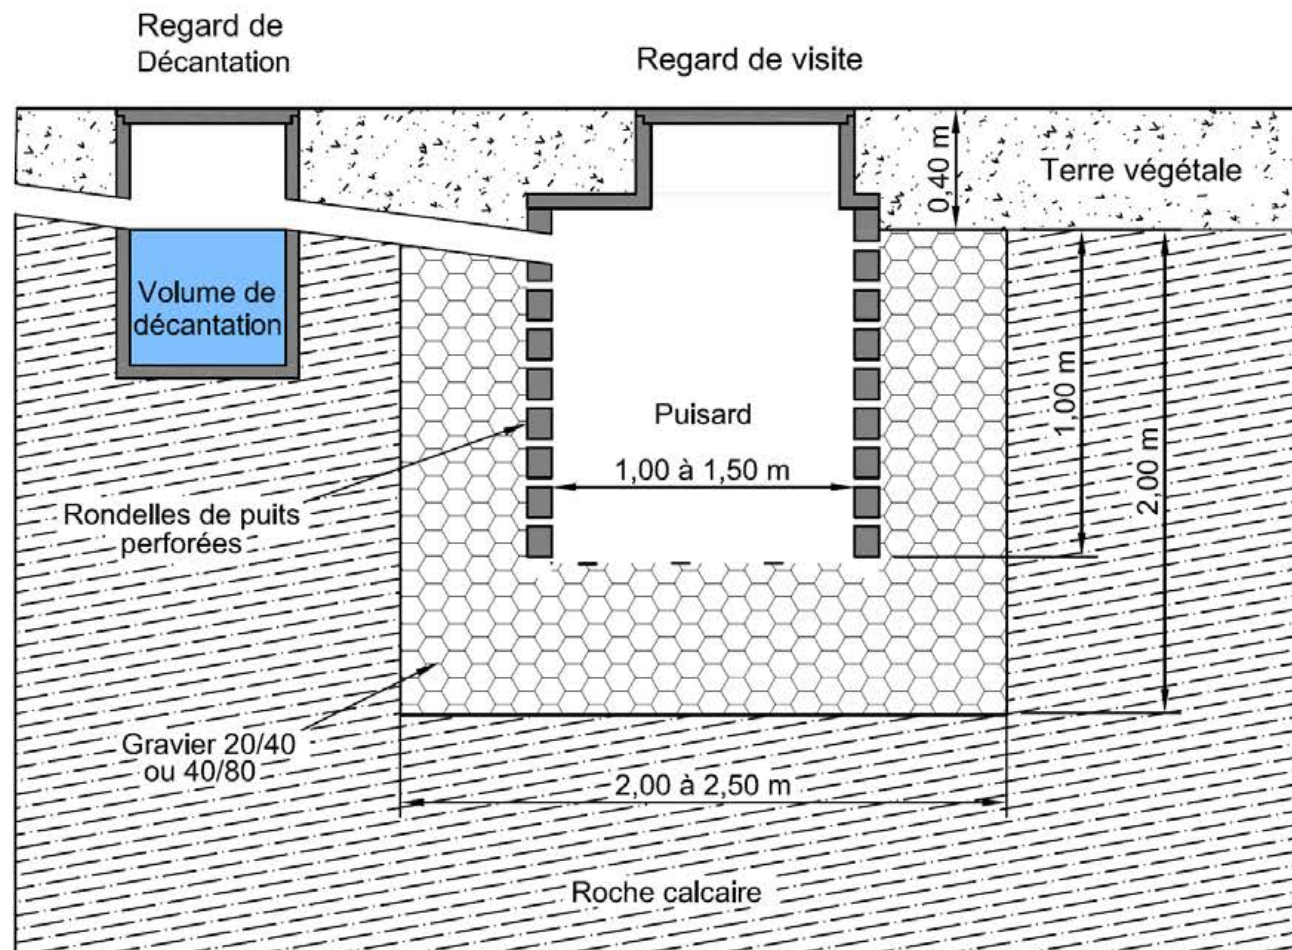 Regard de
Décantation
Regard de visite
0,40 m
Terre végétale
Volume de
décantation
Puisard
1,00 m
2,00 m
1,00 à 1,50 m
Rondelles de puits
perforées
Gravier 20/40
ou 40/80
2,00 à 2,50 m
Roche calcaire